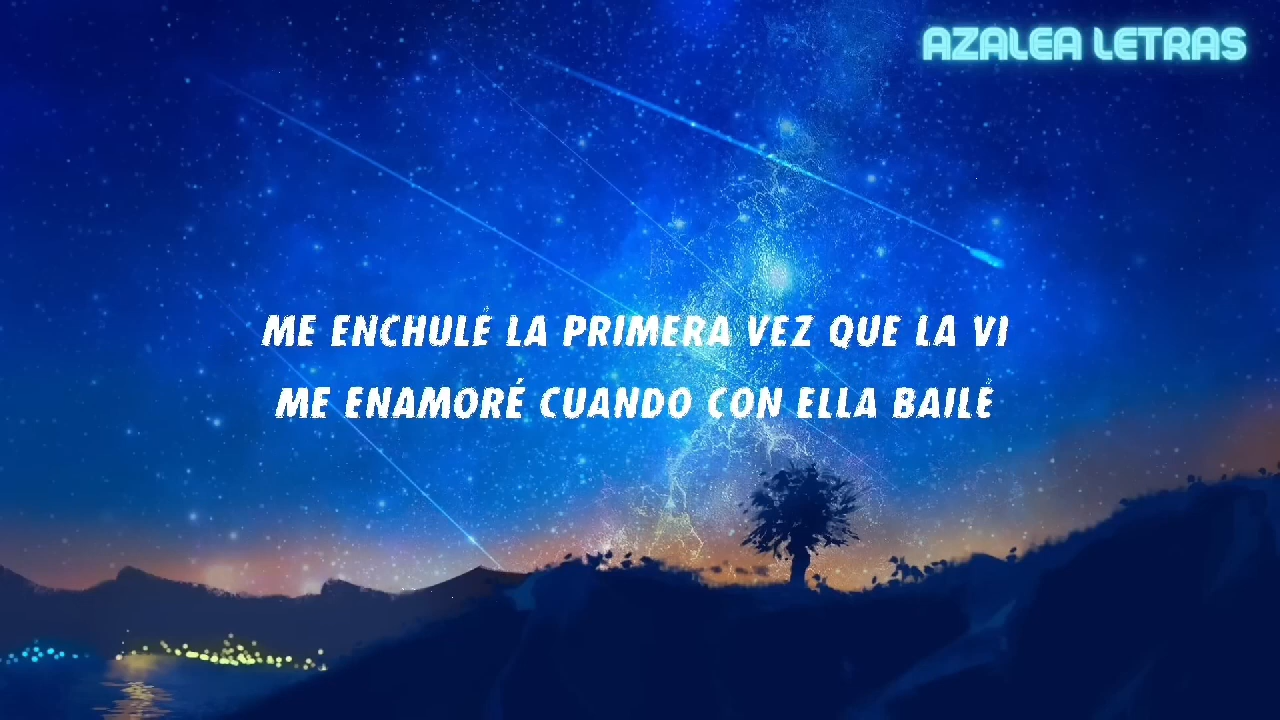 AZALEA LETRAS
ME ENCHULÉ LA PRIMERA VEZ QUE LA VI
ME ENAMORÉ CUANDO CON ELLA BAILÉ